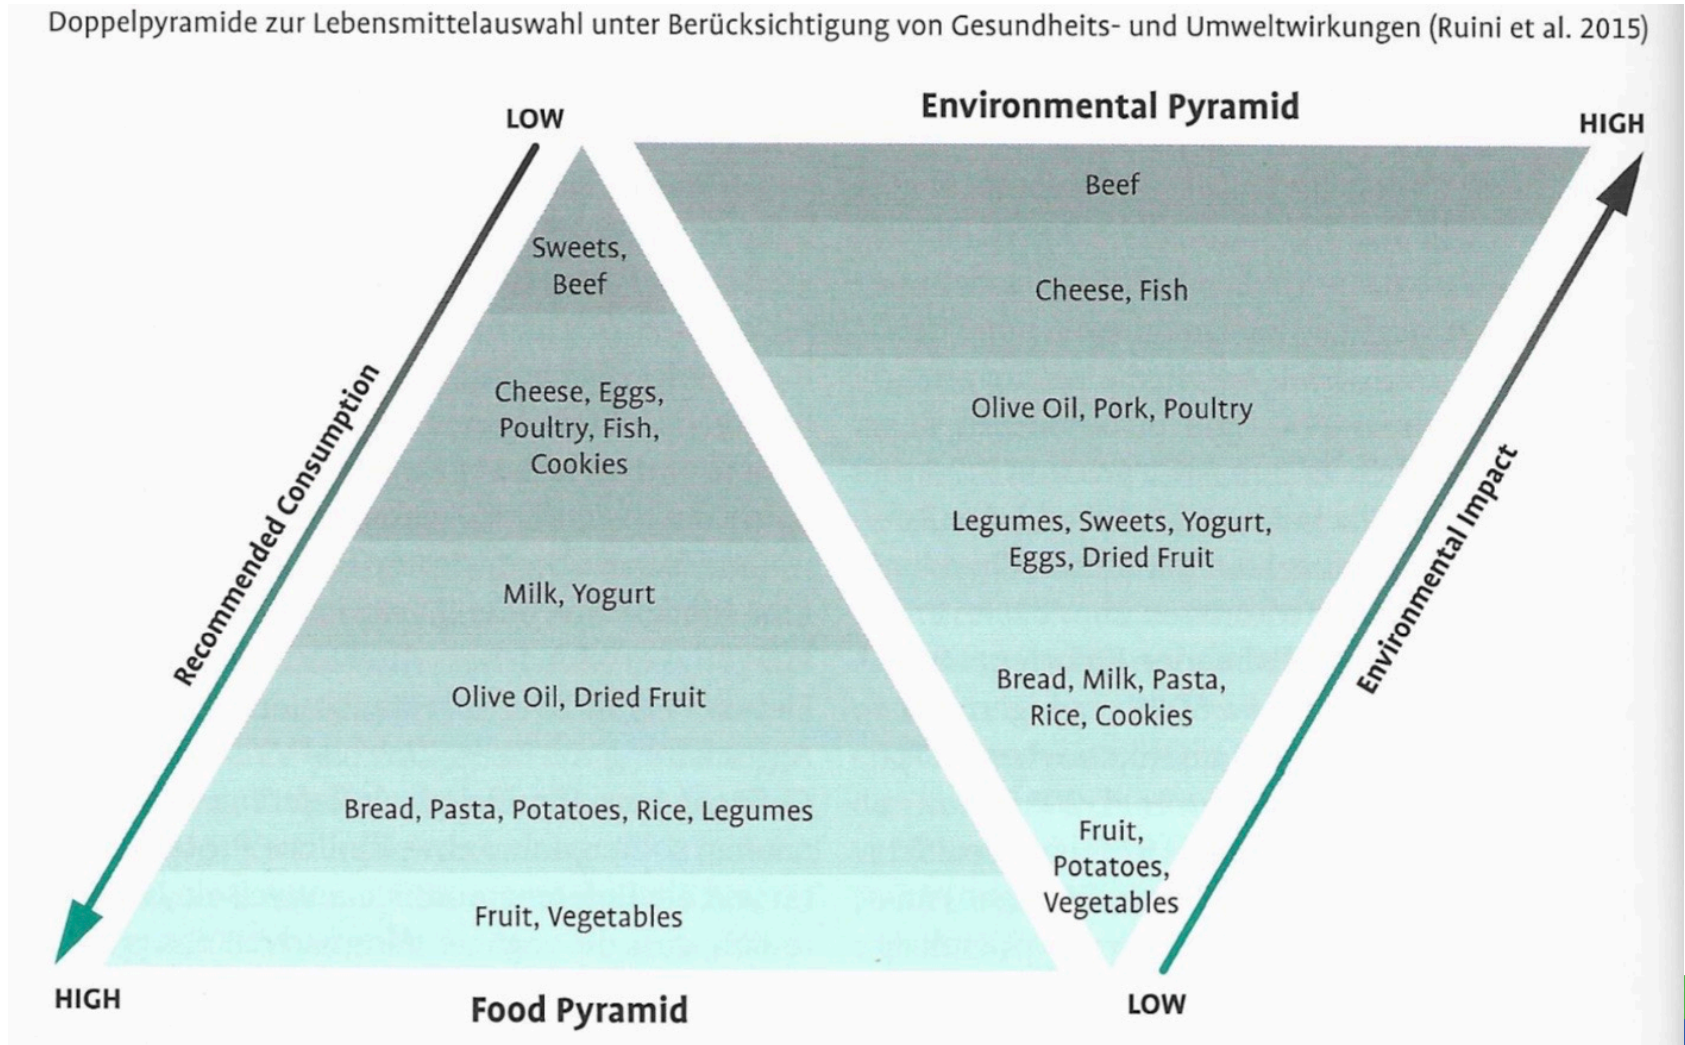 Doppelpyramide zur Lebensmittelauswahl unter Berücksichtigung von Gesundheits- und Umweltwirkungen (Ruini et al. 2015)
Environmental Pyramid
LOW
HIGH
Recommended Consumption
Sweets,
Beef
Cheese, Eggs,
Poultry, Fish,
Cookies
Milk, Yogurt
Olive Oil, Dried Fruit
Bread, Pasta, Potatoes, Rice, Legumes
Fruit, Vegetables
HIGH
Food Pyramid
Beef
Cheese, Fish
Olive Oil, Pork, Poultry
Legumes, Sweets, Yogurt,
Eggs, Dried Fruit
Bread, Milk, Pasta,
Rice, Cookies
Fruit,
Potatoes,
Vegetables
Environmental Impact
LOW